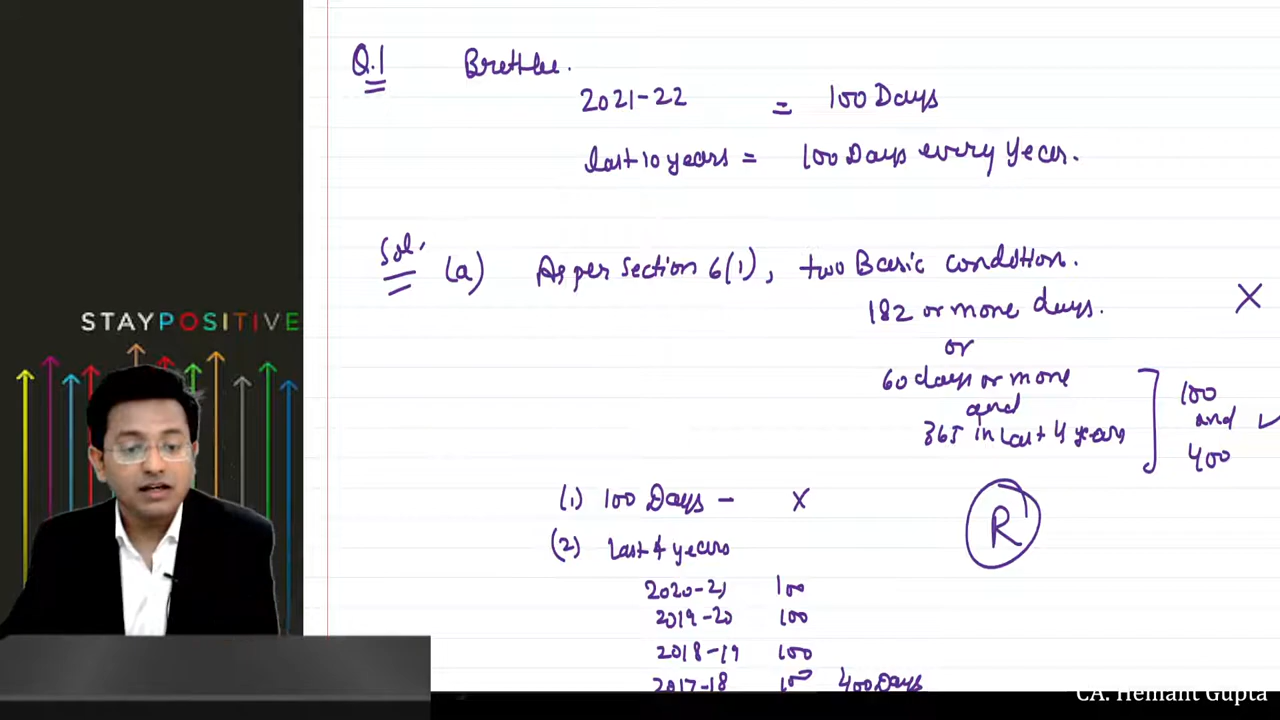 Q.1 Brettlee.
2021-22 = 100 Days
last 10 years = 100 Days every year.
Sol. (a) As per Section 6(1), two Basic condition.
182 or more days. X
or
60 days or more
and
365 in last 4 years
100
and ✓
400
(1) 100 Days - X
(2) last 4 years
R
2020-21 100
2019-20 100
2018-19 100
2017-18 100 400 Days
STAYPOSITIVE
CA. Hemant Gupta